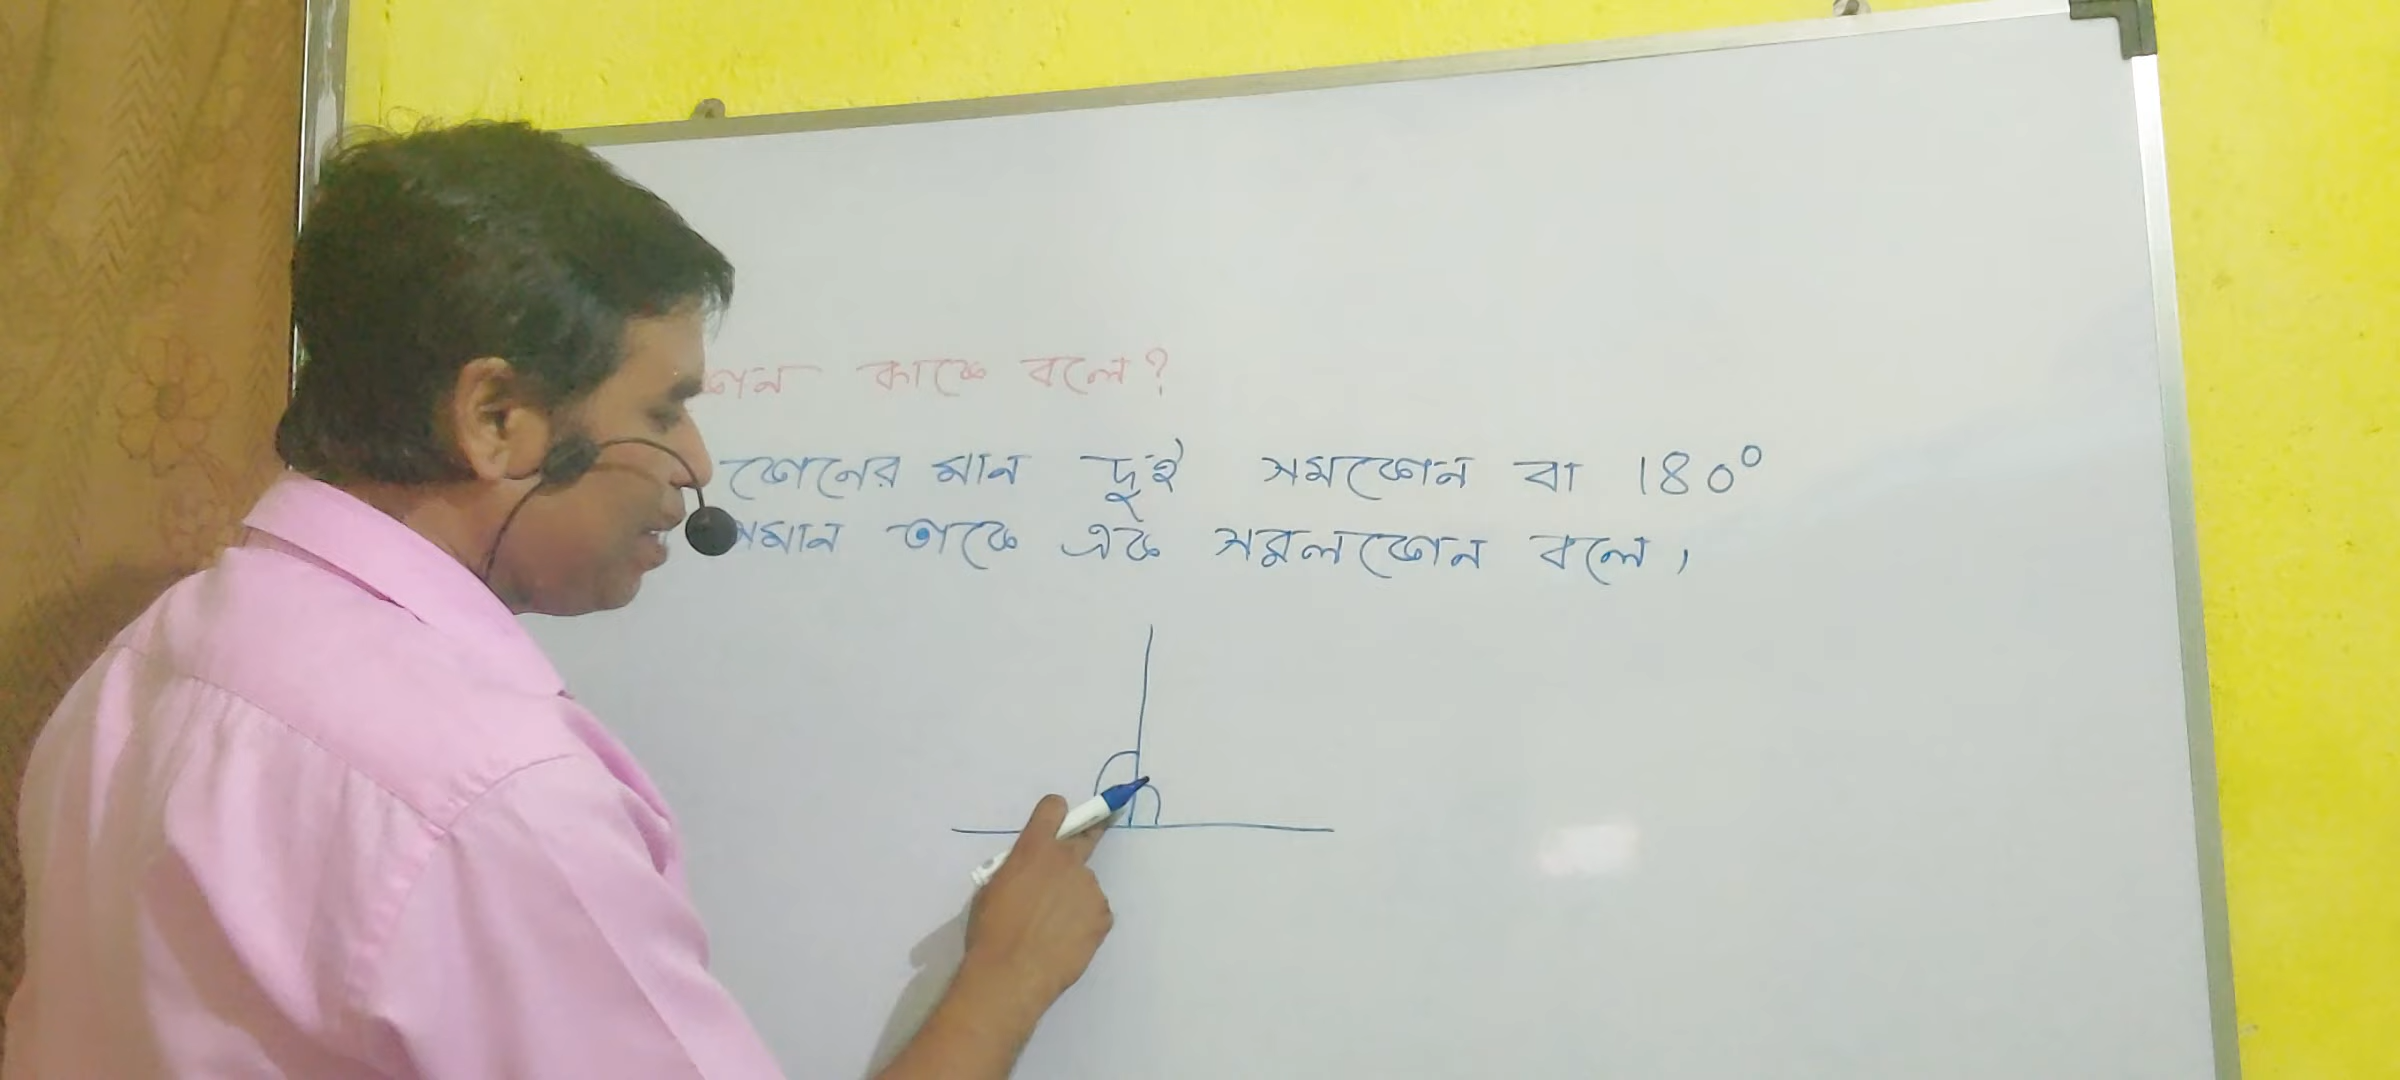 কাকে বলে?
কোনের মান দুই সমকোন বা 180°
সমান তাকে এক সরলকোন বলে,